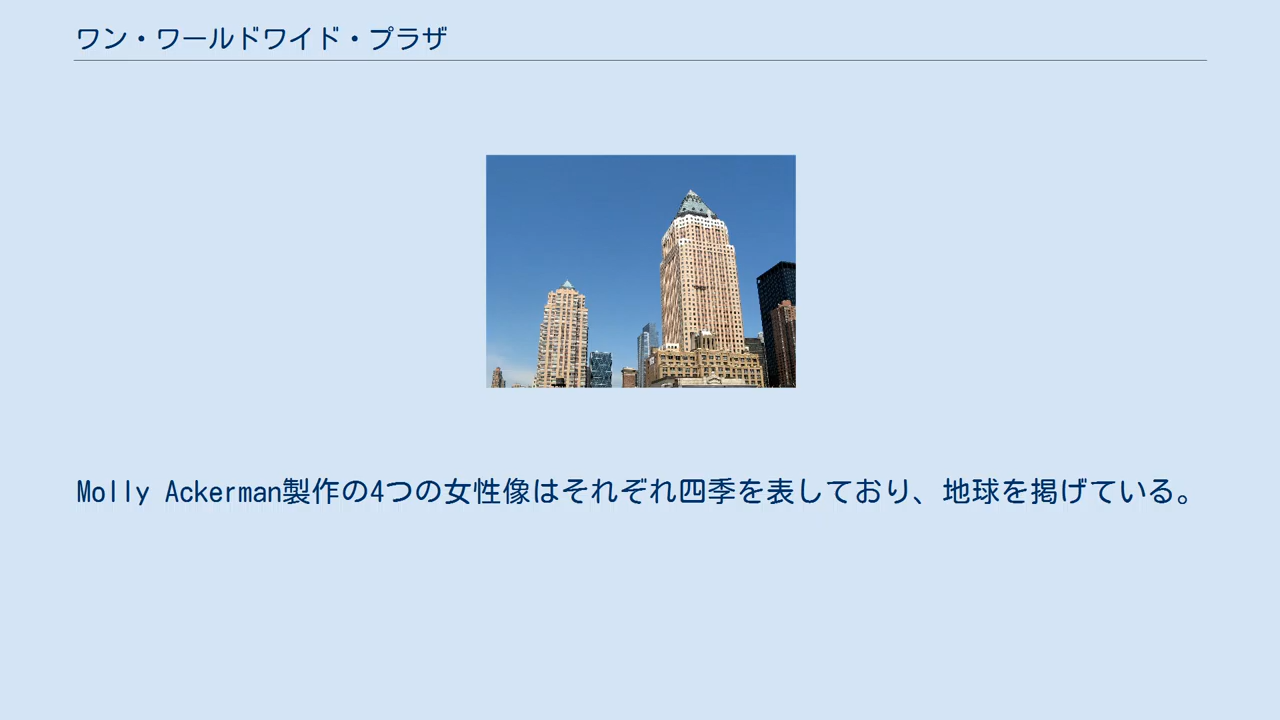 ワン・ワールドワイド・プラザ
Molly Ackerman製作の4つの女性像はそれぞれ四季を表しており、地球を掲げている。